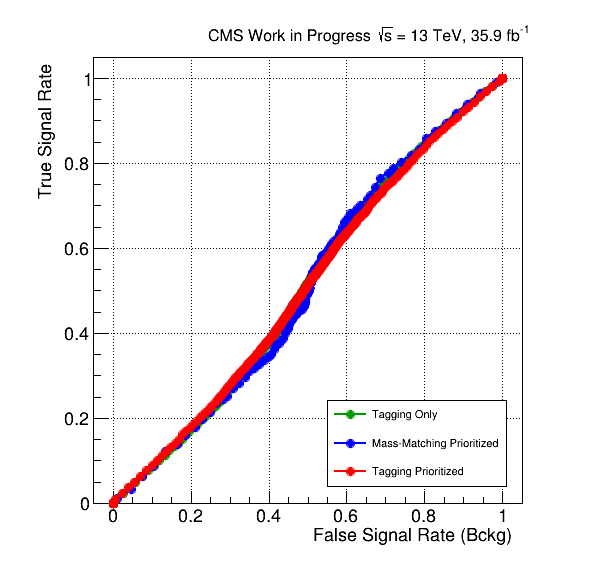 CMS Work in Progress √s = 13 TeV, 35.9 fb⁻¹
True Signal Rate
1
0.8
0.6
0.4
0.2
0
Tagging Only
Mass-Matching Prioritized
Tagging Prioritized
0 0.2 0.4 0.6 0.8 1
False Signal Rate (Bckg)